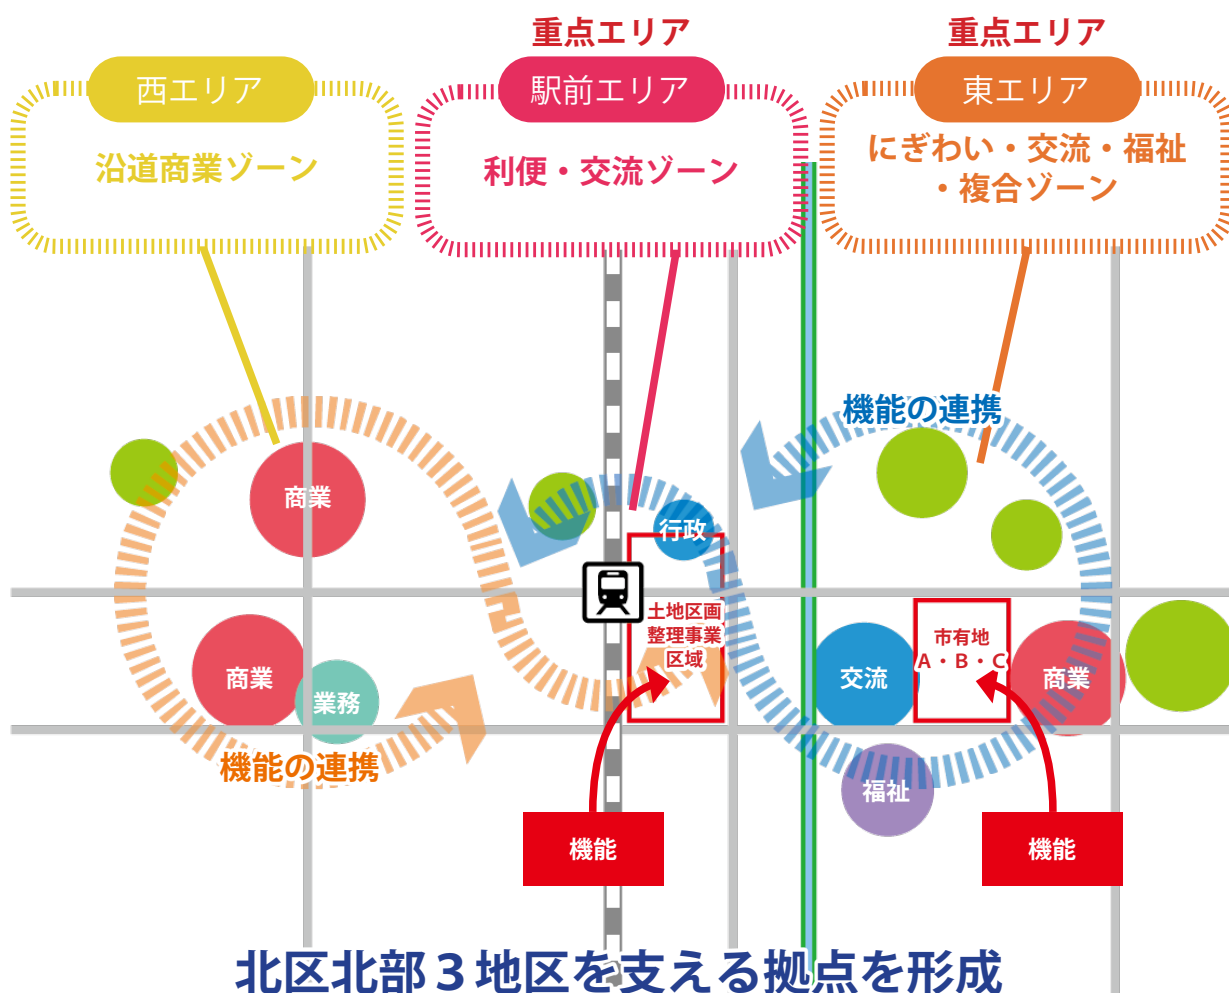 重点エリア
重点エリア
西エリア
駅前エリア
東エリア
沿道商業ゾーン
利便・交流ゾーン
にぎわい・交流・福祉
・複合ゾーン
機能の連携
商業
行政
土地区画
整理事業
区域
市有地
A・B・C
商業
業務
交流
商業
機能の連携
福祉
機能
機能
北区北部３地区を支える拠点を形成